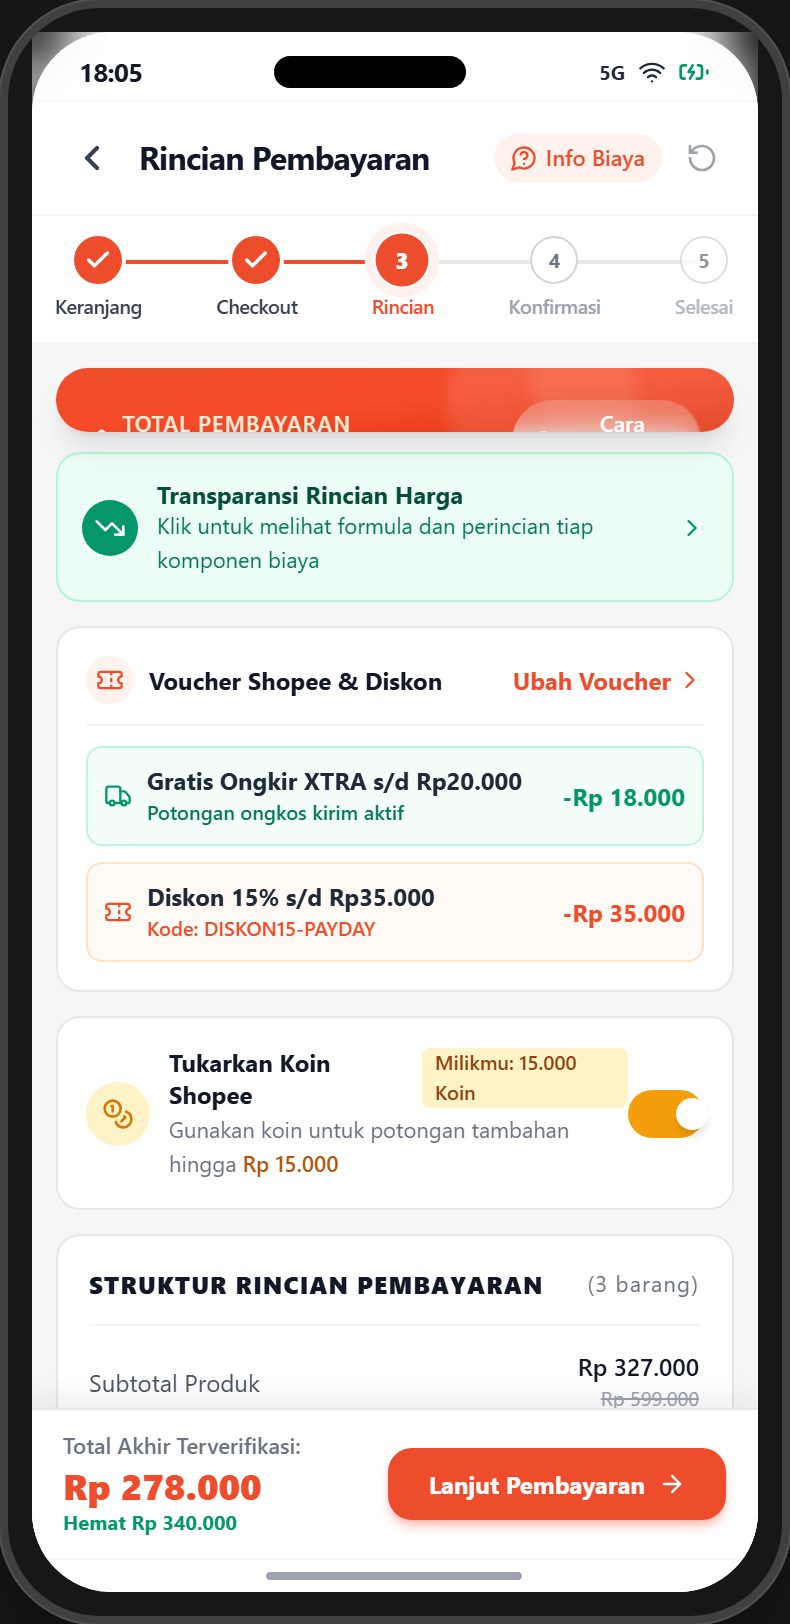 18:05
5G
Rincian Pembayaran
Info Biaya
3
4
5
Keranjang
Checkout
Rincian
Konfirmasi
Selesai
TOTAL PEMBAYARAN
Cara
Transparansi Rincian Harga
Klik untuk melihat formula dan perincian tiap
komponen biaya
Voucher Shopee & Diskon
Ubah Voucher
Gratis Ongkir XTRA s/d Rp20.000
Potongan ongkos kirim aktif
-Rp 18.000
Diskon 15% s/d Rp35.000
Kode: DISKON15-PAYDAY
-Rp 35.000
Tukarkan Koin
Shopee
Milikmu: 15.000
Koin
Gunakan koin untuk potongan tambahan
hingga Rp 15.000
STRUKTUR RINCIAN PEMBAYARAN
(3 barang)
Subtotal Produk
Rp 327.000
Rp 599.000
Total Akhir Terverifikasi:
Rp 278.000
Hemat Rp 340.000
Lanjut Pembayaran